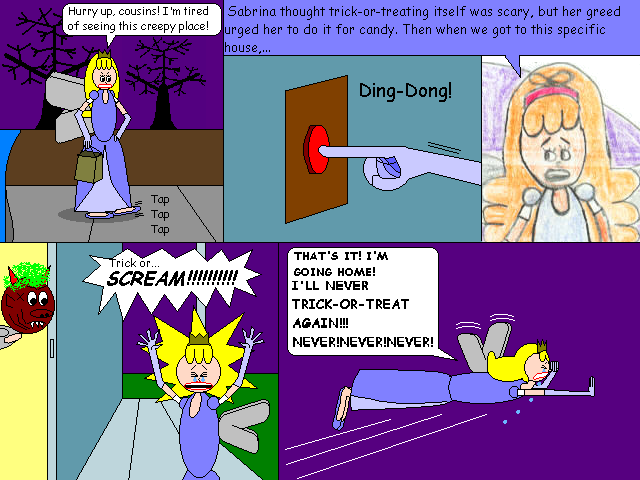 Hurry up, cousins! I'm tired
of seeing this creepy place!
Tap
Tap
Tap
Sabrina thought trick-or-treating itself was scary, but her greed
urged her to do it for candy. Then when we got to this specific
house,...
Ding-Dong!
Trick or...
SCREAM!!!!!!!!!!
THAT'S IT! I'M
GOING HOME!
I'LL NEVER
TRICK-OR-TREAT
AGAIN!!!
NEVER!NEVER!NEVER!